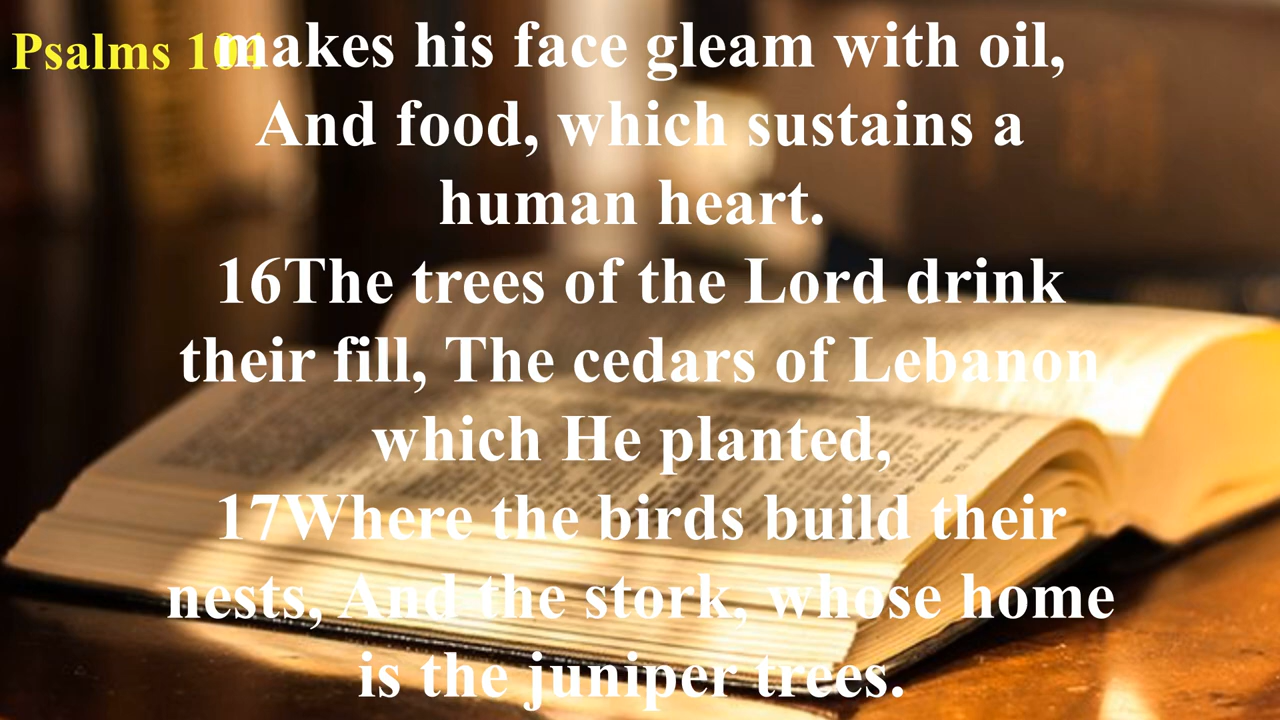 Psalms 104
makes his face gleam with oil,
And food, which sustains a
human heart.
16The trees of the Lord drink
their fill, The cedars of Lebanon,
which He planted,
17Where the birds build their
nests, And the stork, whose home
is the juniper trees.